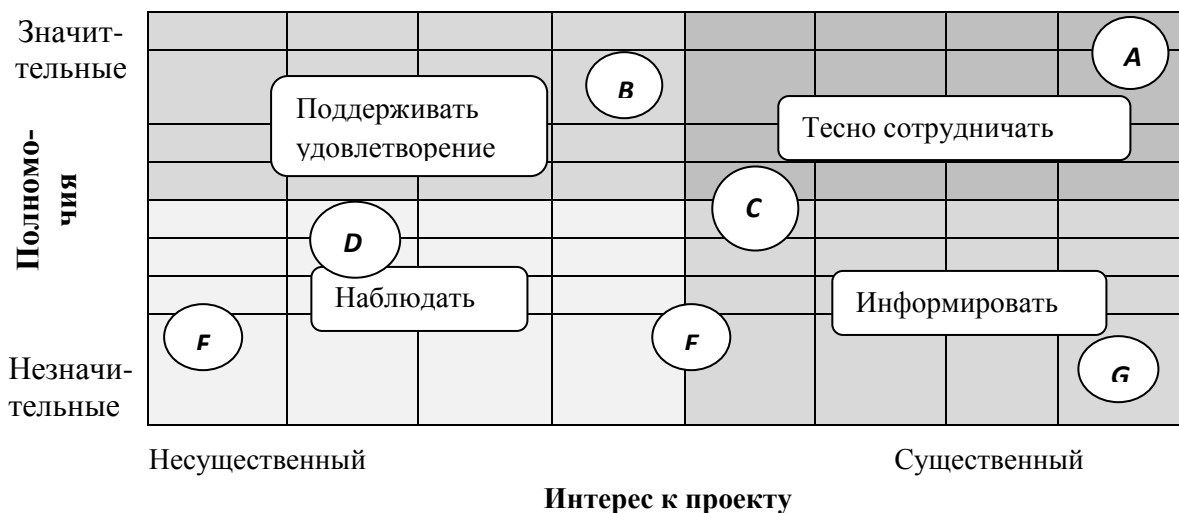 Значит-
тельные
A
B
Поддерживать
удовлетворение
Тесно сотрудничать
Полномо-
чия
C
D
Наблюдать
Информировать
G
Незначи-
тельные
Несущественный
Существенный
Интерес к проекту